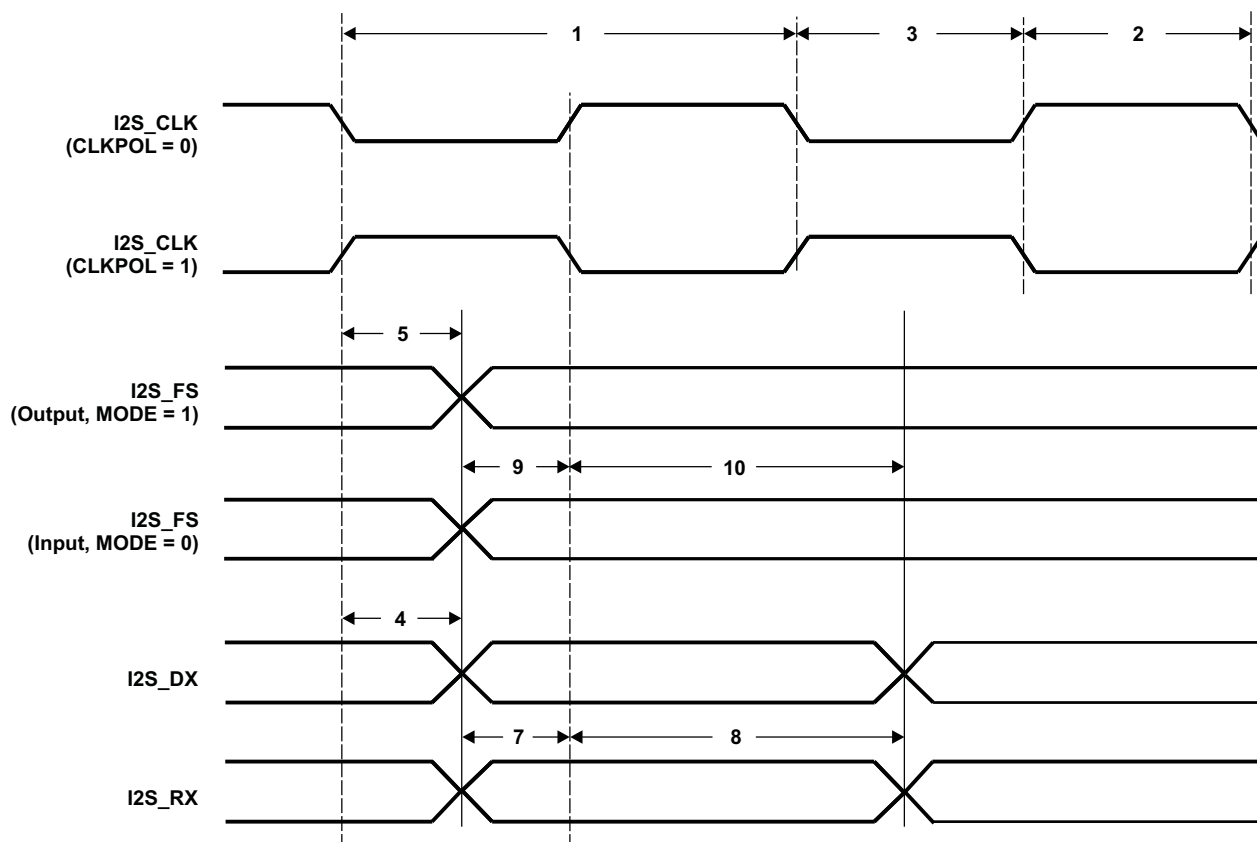 1
3
2
I2S_CLK
(CLKPOL = 0)
I2S_CLK
(CLKPOL = 1)
5
I2S_FS
(Output, MODE = 1)
9
10
I2S_FS
(Input, MODE = 0)
4
I2S_DX
7
8
I2S_RX